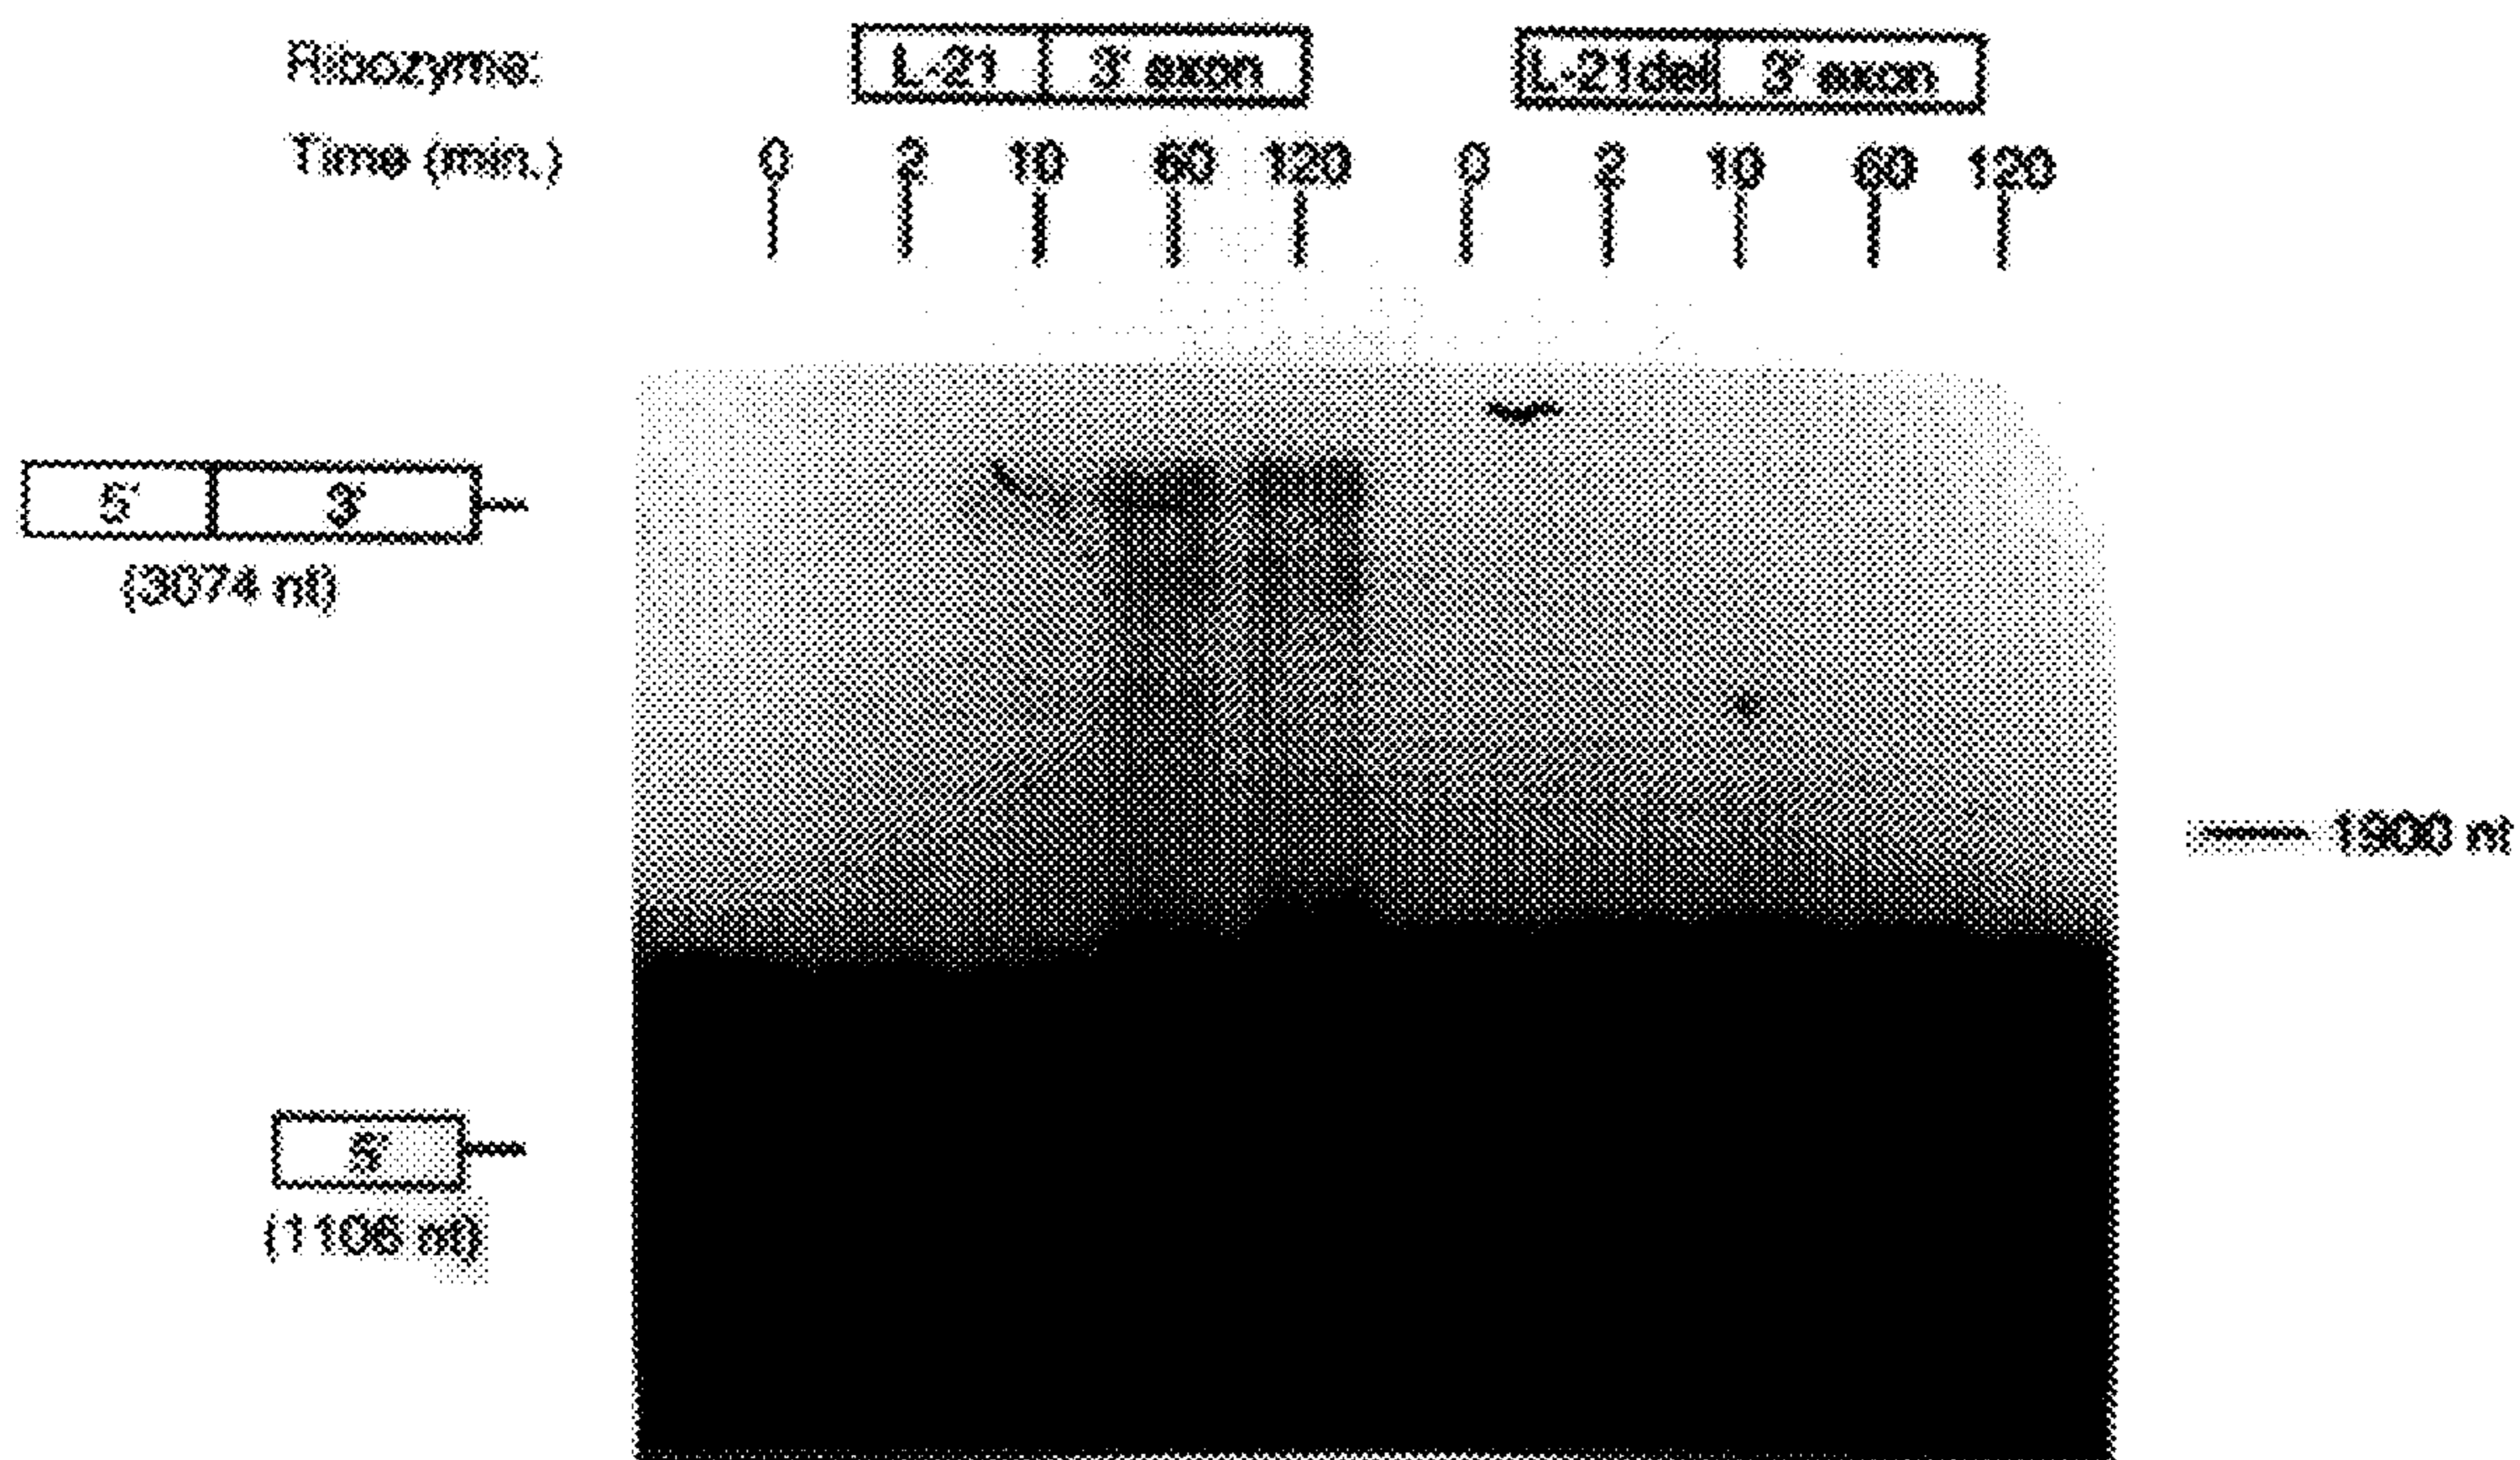 Ribozyme: L-21 3' exon L-21del 3' exon
Time (min.) 0 2 10 60 120 0 2 10 60 120
5' 3'
(3074 nt)
1900 nt
5'
(1106 nt)